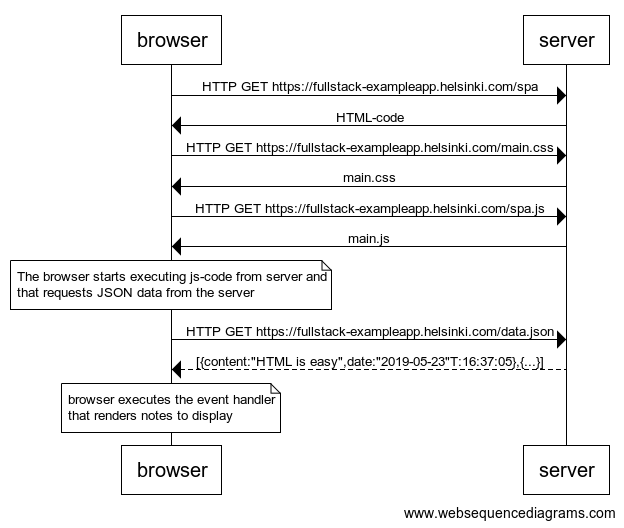 browser server
HTTP GET https://fullstack-exampleapp.helsinki.com/spa
HTML-code
HTTP GET https://fullstack-exampleapp.helsinki.com/main.css
main.css
HTTP GET https://fullstack-exampleapp.helsinki.com/spa.js
main.js
The browser starts executing js-code from server and
that requests JSON data from the server
HTTP GET https://fullstack-exampleapp.helsinki.com/data.json
[{content:"HTML is easy",date:"2019-05-23"T:16:37:05},{...}]
browser executes the event handler
that renders notes to display
browser server
www.websequencediagrams.com